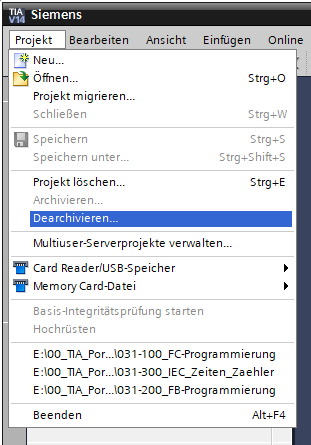 TIA V14 Siemens
Projekt Bearbeiten Ansicht Einfügen Online
Neu...
Öffnen... Strg+O
Projekt migrieren...
Schließen Strg+W
Speichern Strg+S
Speichern unter... Strg+Shift+S
Projekt löschen... Strg+E
Archivieren...
Dearchivieren...
Multiuser-Serverprojekte verwalten...
Card Reader/USB-Speicher
Memory Card-Datei
Basis-Integritätsprüfung starten
Hochrüsten
E:\00_TIA_Por...\031-100_FC-Programmierung
E:\00_TIA_Por...\031-300_IEC_Zeiten_Zaehler
E:\00_TIA_Por...\031-200_FB-Programmierung
Beenden Alt+F4